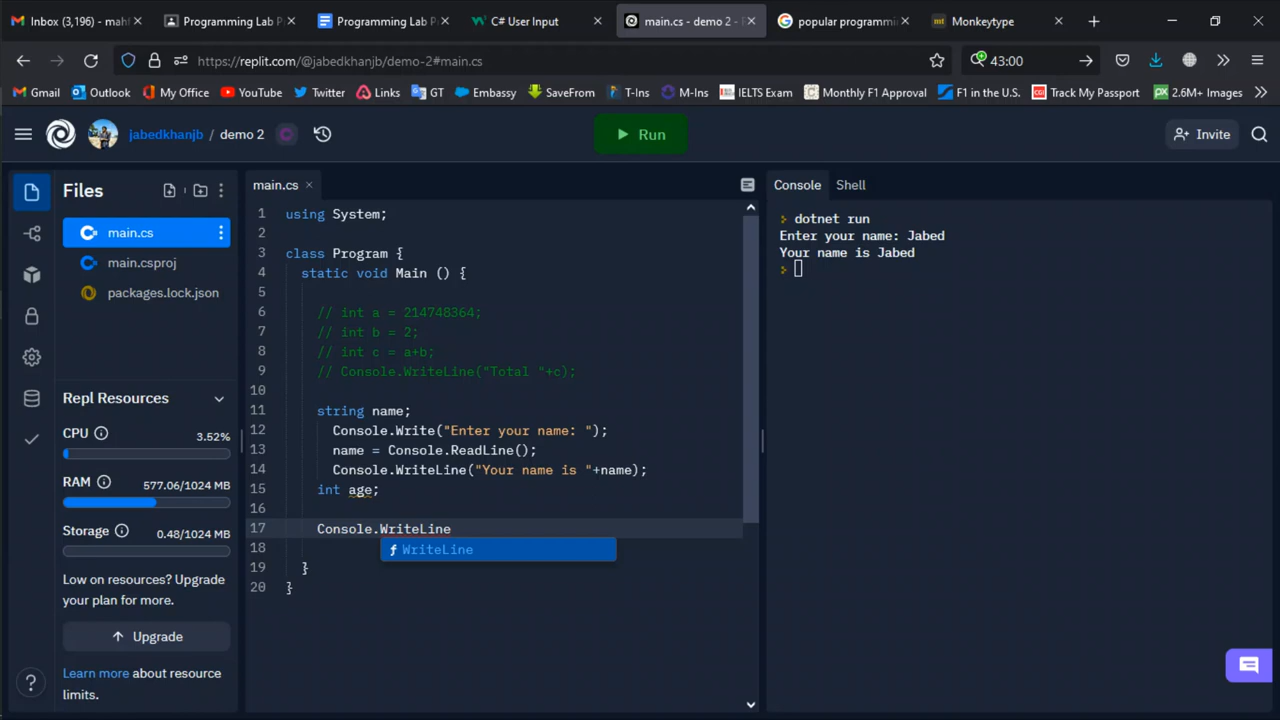 Inbox (3,196) - mahf
Programming Lab P
Programming Lab P
C# User Input
main.cs - demo 2 - R
popular programmi
Monkeytype
https://replit.com/@jabedkhanjb/demo-2#main.cs
43:00
Gmail
Outlook
My Office
YouTube
Twitter
Links
GT
Embassy
SaveFrom
T-Ins
M-Ins
IELTS Exam
Monthly F1 Approval
F1 in the U.S.
Track My Passport
2.6M+ Images
jabedkhanjb / demo 2
Run
Invite
Files
main.cs
main.csproj
packages.lock.json
Repl Resources
CPU
3.52%
RAM
577.06/1024 MB
Storage
0.48/1024 MB
Low on resources? Upgrade
your plan for more.
Upgrade
Learn more about resource
limits.
main.cs
1 using System;
2
3 class Program {
4 static void Main () {
5
6 // int a = 214748364;
7 // int b = 2;
8 // int c = a+b;
9 // Console.WriteLine("Total "+c);
10
11 string name;
12 Console.Write("Enter your name: ");
13 name = Console.ReadLine();
14 Console.WriteLine("Your name is "+name);
15 int age;
16
17 Console.WriteLine
WriteLine
18
19 }
20 }
Console
Shell
dotnet run
Enter your name: Jabed
Your name is Jabed